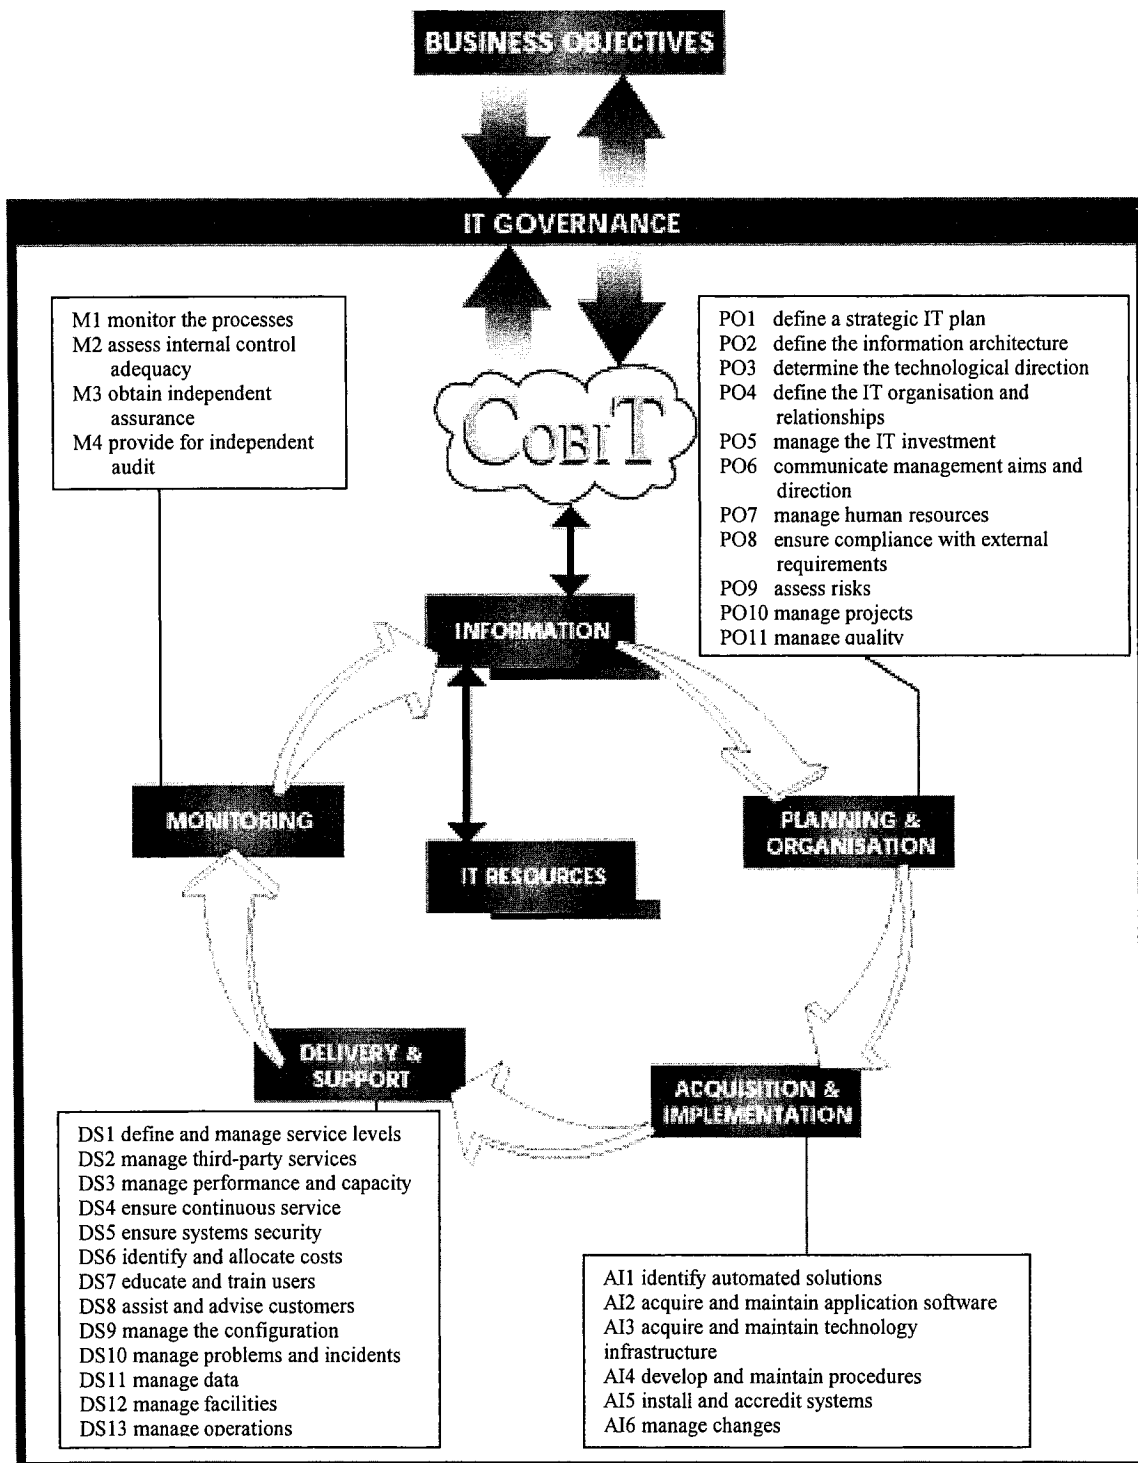 BUSINESS OBJECTIVES
IT GOVERNANCE
M1 monitor the processes
M2 assess internal control
adequacy
M3 obtain independent
assurance
M4 provide for independent
audit
COBIT
PO1 define a strategic IT plan
PO2 define the information architecture
PO3 determine the technological direction
PO4 define the IT organisation and
relationships
PO5 manage the IT investment
PO6 communicate management aims and
direction
PO7 manage human resources
PO8 ensure compliance with external
requirements
PO9 assess risks
PO10 manage projects
PO11 manage quality
INFORMATION
MONITORING
PLANNING &
ORGANISATION
IT RESOURCES
DELIVERY &
SUPPORT
ACQUISITION &
IMPLEMENTATION
DS1 define and manage service levels
DS2 manage third-party services
DS3 manage performance and capacity
DS4 ensure continuous service
DS5 ensure systems security
DS6 identify and allocate costs
DS7 educate and train users
DS8 assist and advise customers
DS9 manage the configuration
DS10 manage problems and incidents
DS11 manage data
DS12 manage facilities
DS13 manage operations
AI1 identify automated solutions
AI2 acquire and maintain application software
AI3 acquire and maintain technology
infrastructure
AI4 develop and maintain procedures
AI5 install and accredit systems
AI6 manage changes